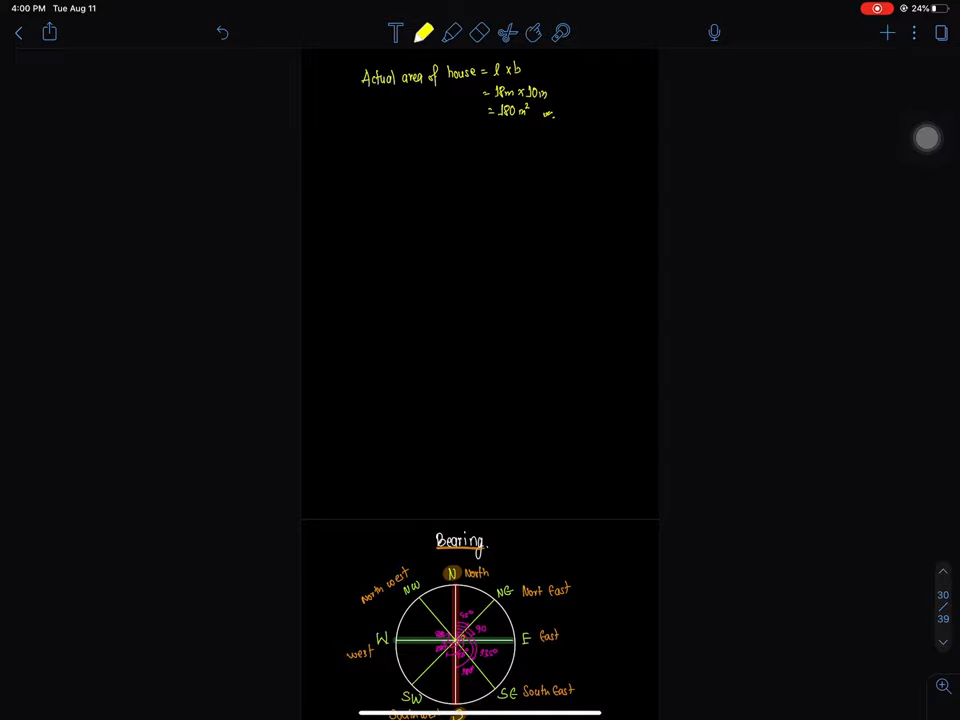 4:00 PM Tue Aug 11
24%
T
Actual area of house = l × b
= 18m × 10m
= 180 m²
30
/
39
Bearing.
N North
North west NW
NE Nort East
90
W
E East
west
SW
SE South East